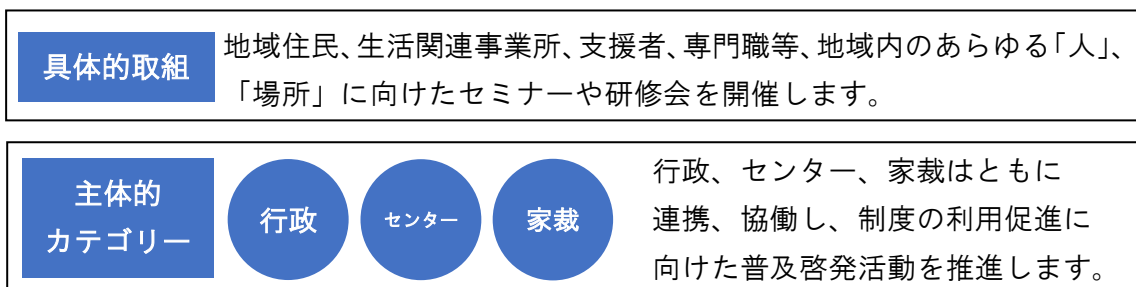 具体的取組
地域住民、生活関連事業所、支援者、専門職等、地域内のあらゆる「人」、
「場所」に向けたセミナーや研修会を開催します。
主体的
カテゴリー
行政
センター
家裁
行政、センター、家裁はともに
連携、協働し、制度の利用促進に
向けた普及啓発活動を推進します。